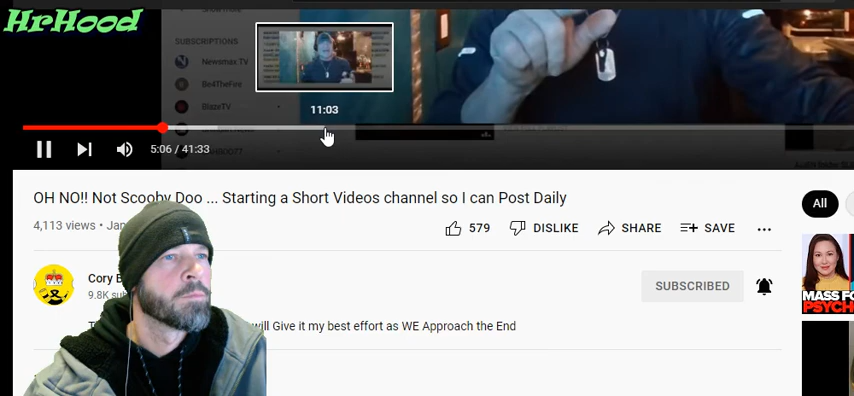 HrHood
SUBSCRIPTIONS
Newsmax TV
Be4TheFire
BlazeTV
11:03
5:06 / 41:33
OH NO!! Not Scooby Doo ... Starting a Short Videos channel so I can Post Daily
4,113 views •
579 DISLIKE SHARE SAVE ...
All
Cory
9.8K
SUBSCRIBED
will Give it my best effort as WE Approach the End
MASS
PSYCH